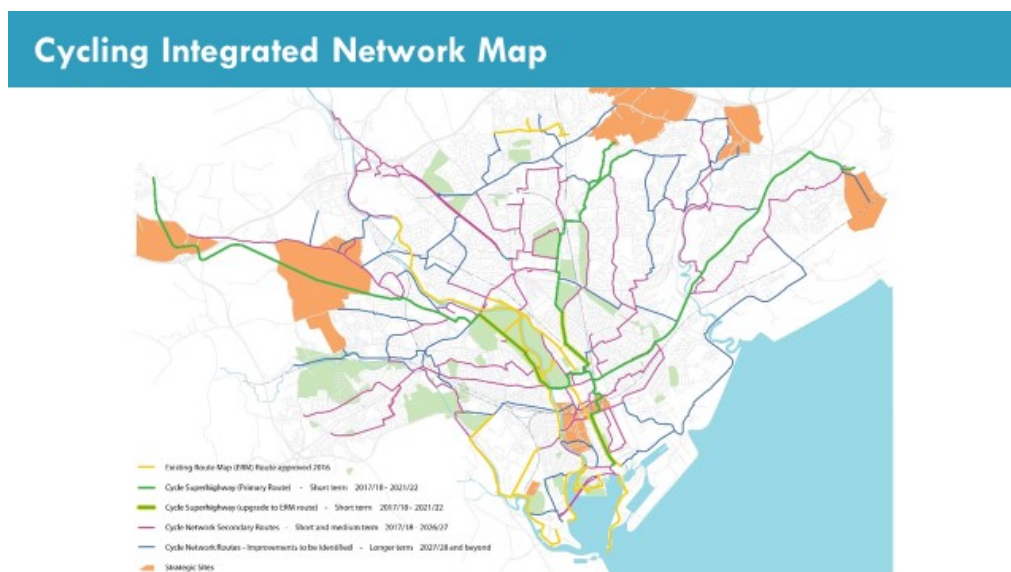 Cycling Integrated Network Map
Existing Route Map (ERM) Route approved 2016
Cycle Superhighway (Primary Route) - Short term 2017/18 - 2021/22
Cycle Superhighway (upgrade to ERM route) - Short term 2017/18 - 2021/22
Cycle Network Secondary Routes - Short and medium term 2017/18 - 2026/27
Cycle Network Routes - Improvements to be identified - Longer term 2027/28 and beyond
Strategic Sites